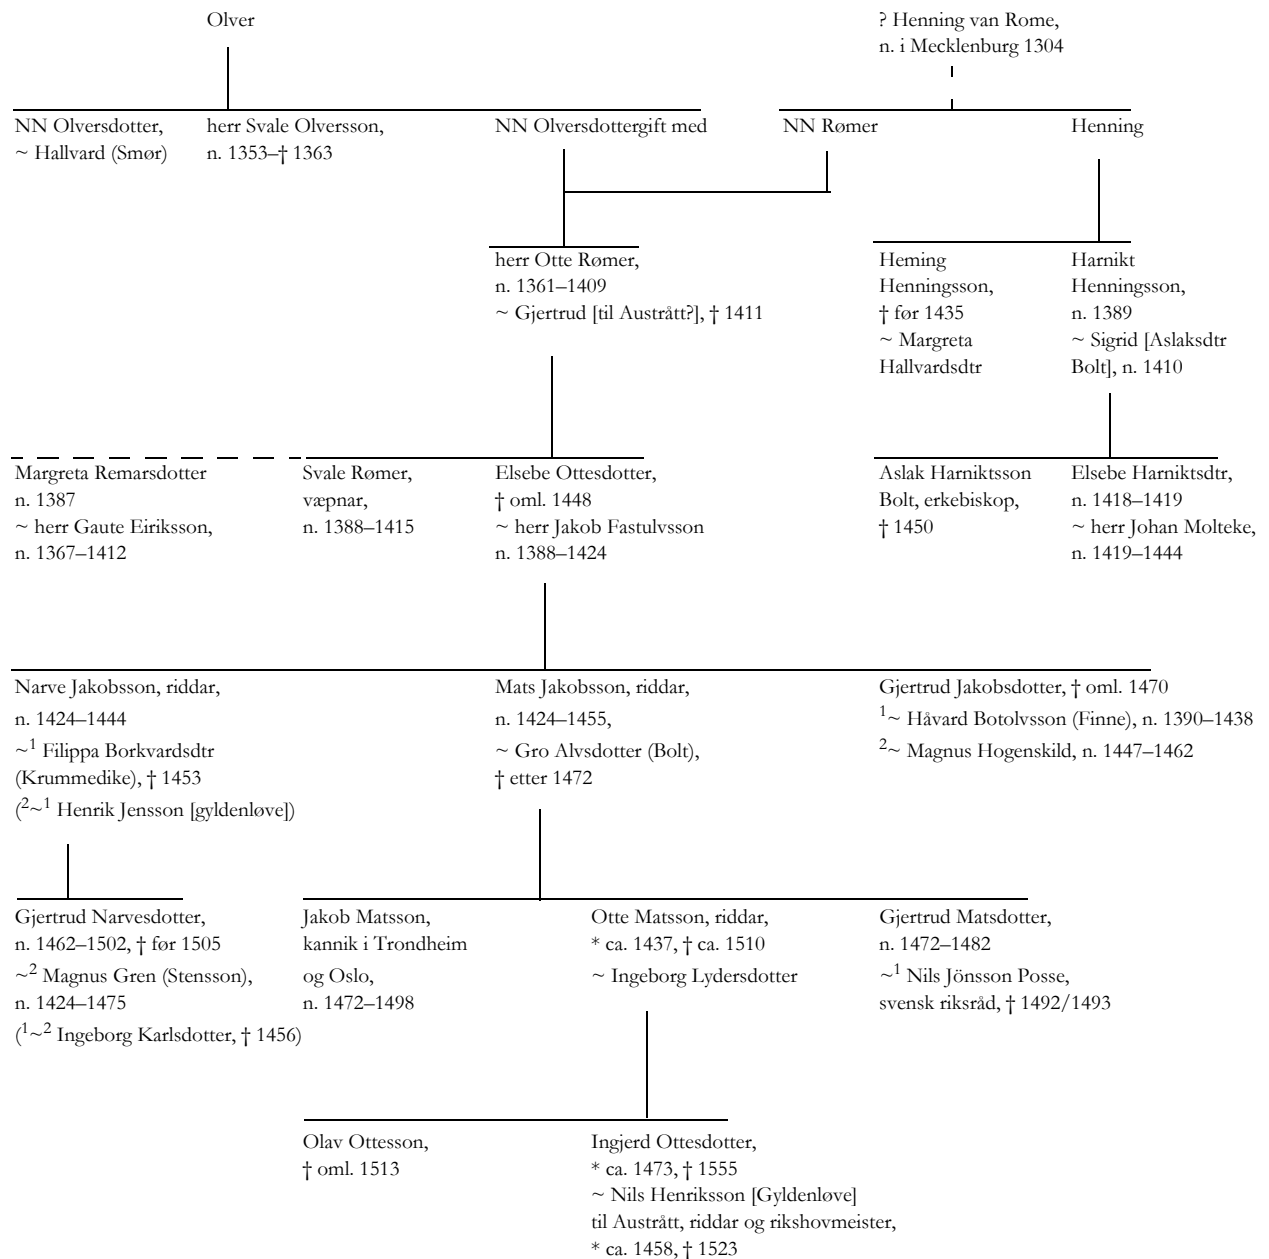 Olver
? Henning van Rome,
n. i Mecklenburg 1304
NN Olversdotter,
~ Hallvard (Smør)
herr Svale Olversson,
n. 1353–† 1363
NN Olversdottergift med
NN Rømer
Henning
herr Otte Rømer,
n. 1361–1409
~ Gjertrud [til Austrått?], † 1411
Heming
Henningsson,
† før 1435
~ Margreta
Hallvardsdtr
Harnikt
Henningsson,
n. 1389
~ Sigrid [Aslaksdtr
Bolt], n. 1410
Margreta Remarsdotter
n. 1387
~ herr Gaute Eiriksson,
n. 1367–1412
Svale Rømer,
væpnar,
n. 1388–1415
Elsebe Ottesdotter,
† oml. 1448
~ herr Jakob Fastulvsson
n. 1388–1424
Aslak Harniktsson
Bolt, erkebiskop,
† 1450
Elsebe Harniktsdtr,
n. 1418–1419
~ herr Johan Molteke,
n. 1419–1444
Narve Jakobsson, riddar,
n. 1424–1444
~1 Filippa Borkvardsdtr
(Krummedike), † 1453
(2~1 Henrik Jensson [gyldenløve])
Mats Jakobsson, riddar,
n. 1424–1455,
~ Gro Alvsdotter (Bolt),
† etter 1472
Gjertrud Jakobsdotter, † oml. 1470
1~ Håvard Botolvsson (Finne), n. 1390–1438
2~ Magnus Hogenskild, n. 1447–1462
Gjertrud Narvesdotter,
n. 1462–1502, † før 1505
~2 Magnus Gren (Stensson),
n. 1424–1475
(1~2 Ingeborg Karlsdotter, † 1456)
Jakob Matsson,
kannik i Trondheim
og Oslo,
n. 1472–1498
Otte Matsson, riddar,
* ca. 1437, † ca. 1510
~ Ingeborg Lydersdotter
Gjertrud Matsdotter,
n. 1472–1482
~1 Nils Jönsson Posse,
svensk riksråd, † 1492/1493
Olav Ottesson,
† oml. 1513
Ingjerd Ottesdotter,
* ca. 1473, † 1555
~ Nils Henriksson [Gyldenløve]
til Austrått, riddar og rikshovmeister,
* ca. 1458, † 1523